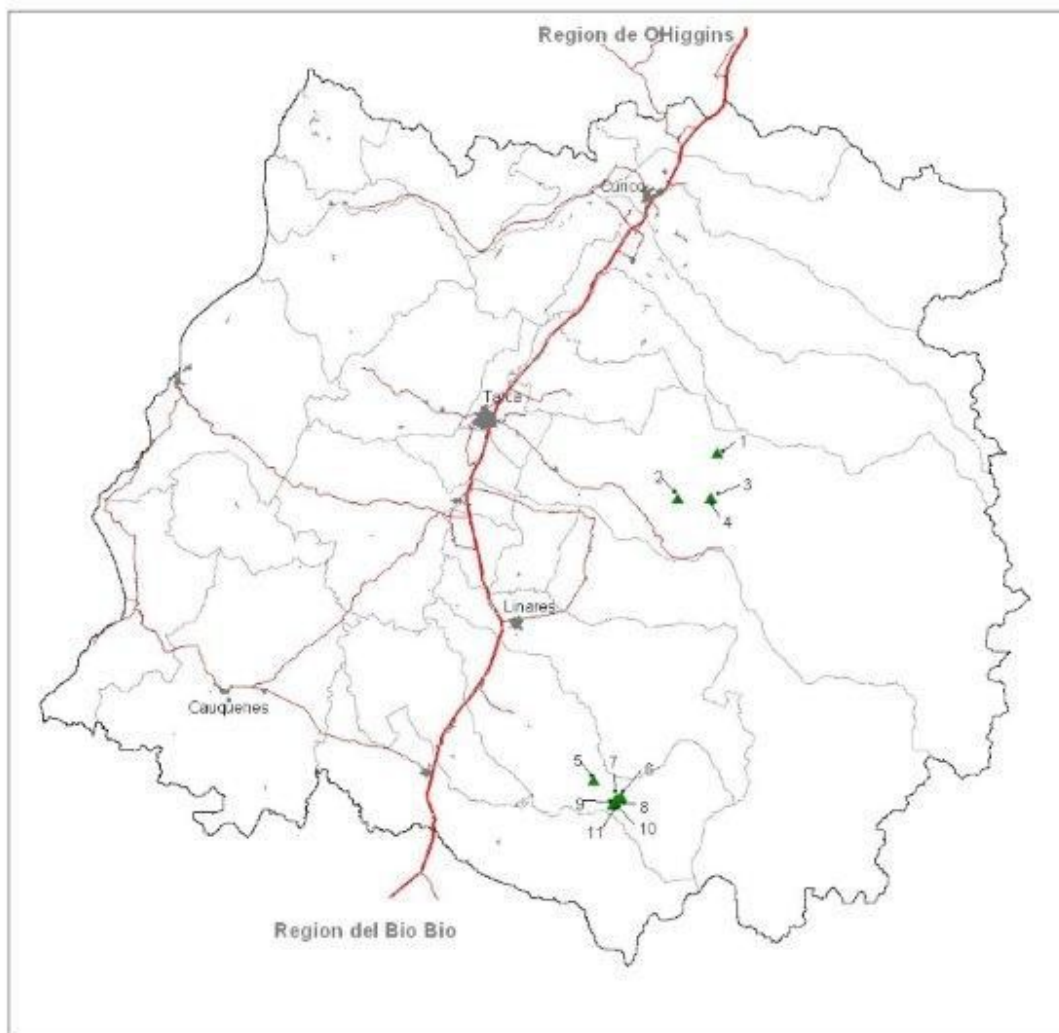 Region de OHiggins
Curico
Talca
1
2
3
4
Linares
Cauquenes
5
7
6
9
8
11
10
Region del Bio Bio